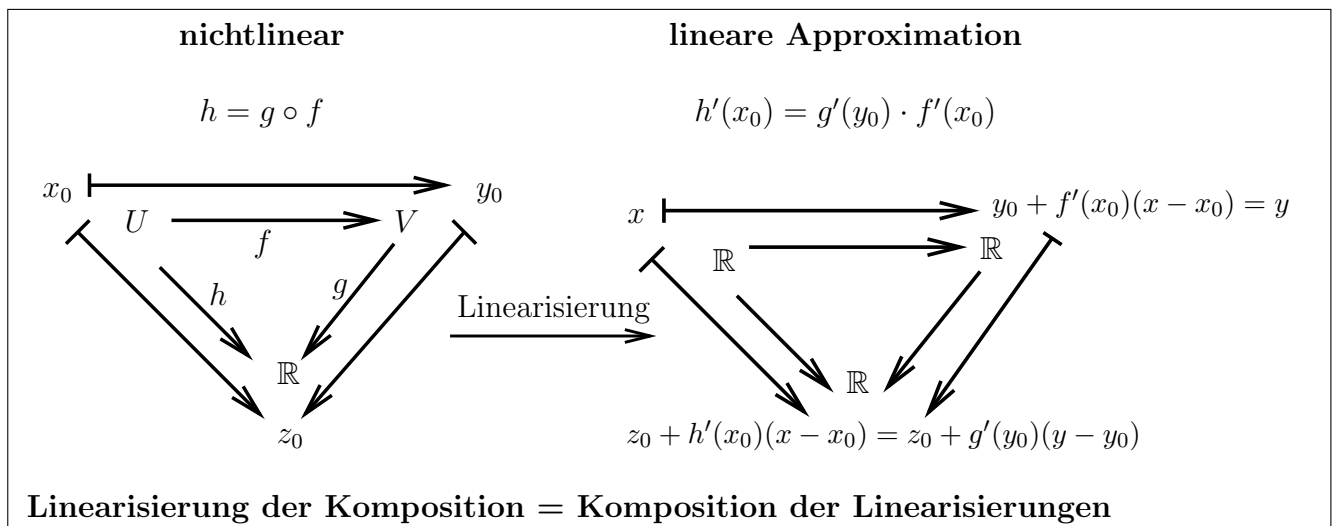 nichtlinear
lineare Approximation
h = g ∘ f
h′(x₀) = g′(y₀) · f′(x₀)
x₀
y₀
U
V
f
h
g
ℝ
z₀
Linearisierung
x
y₀ + f′(x₀)(x − x₀) = y
ℝ
ℝ
ℝ
z₀ + h′(x₀)(x − x₀) = z₀ + g′(y₀)(y − y₀)
Linearisierung der Komposition = Komposition der Linearisierungen